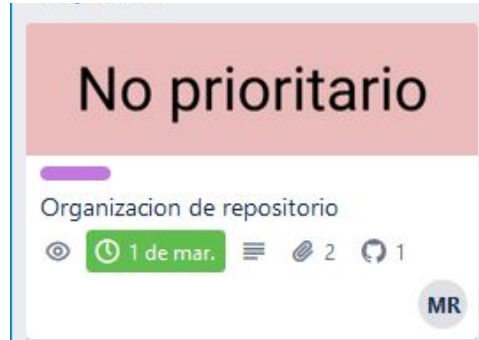 No prioritario
Organizacion de repositorio
1 de mar. 2 1
MR